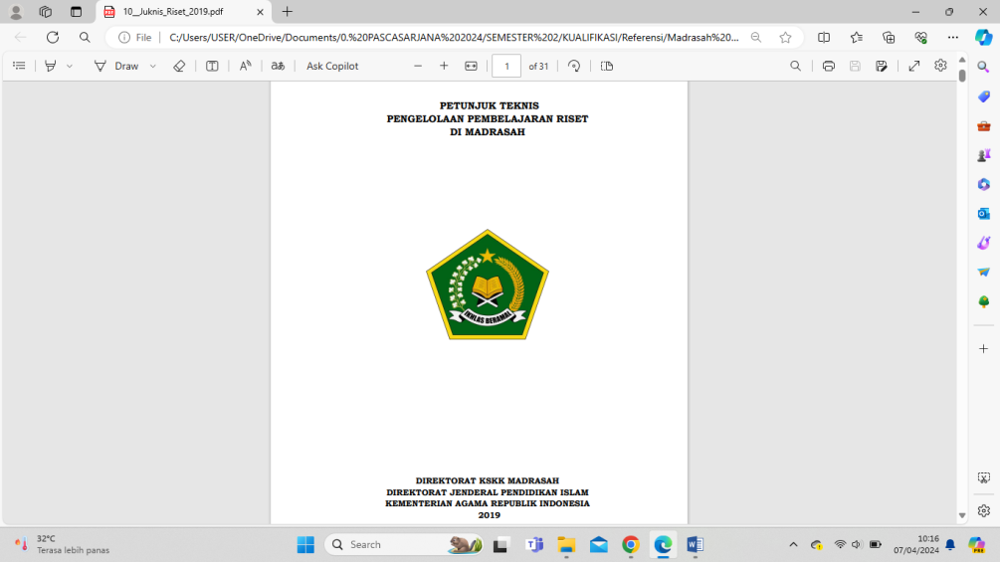 10__Juknis_Riset_2019.pdf
File
C:/Users/USER/OneDrive/Documents/0.%20PASCASARJANA%202024/SEMESTER%202/KUALIFIKASI/Referensi/Madrasah%20...
Draw
aあ
Ask Copilot
1
of 31
PETUNJUK TEKNIS
PENGELOLAAN PEMBELAJARAN RISET
DI MADRASAH
IKHLAS BERAMAL
DIREKTORAT KSKK MADRASAH
DIREKTORAT JENDERAL PENDIDIKAN ISLAM
KEMENTERIAN AGAMA REPUBLIK INDONESIA
2019
32°C
Terasa lebih panas
Search
10:16
07/04/2024